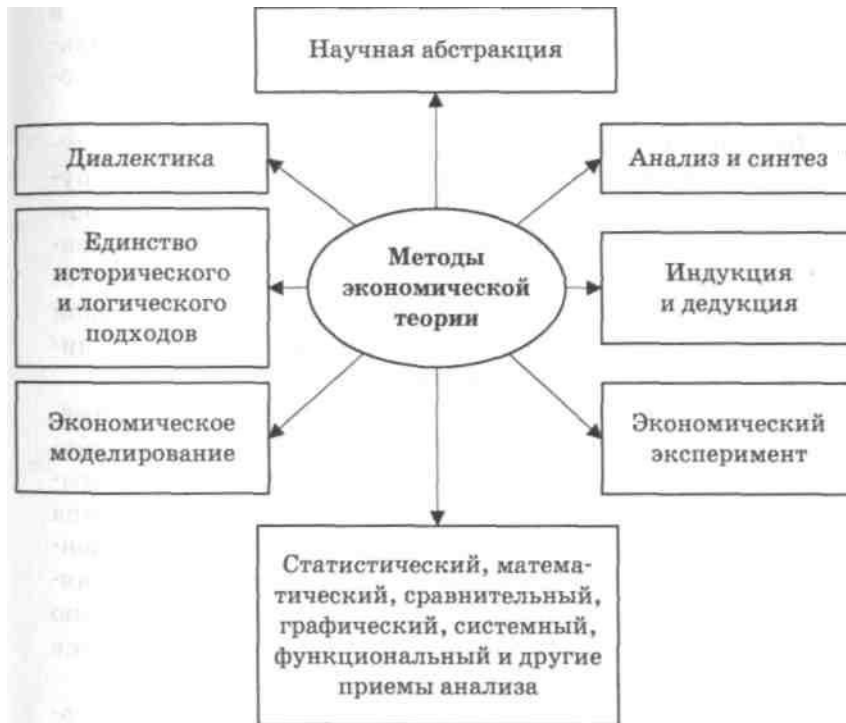 Научная абстракция
Диалектика
Анализ и синтез
Единство
исторического
и логического
подходов
Методы
экономической
теории
Индукция
и дедукция
Экономическое
моделирование
Экономический
эксперимент
Статистический, матема-
тический, сравнительный,
графический, системный,
функциональный и другие
приемы анализа